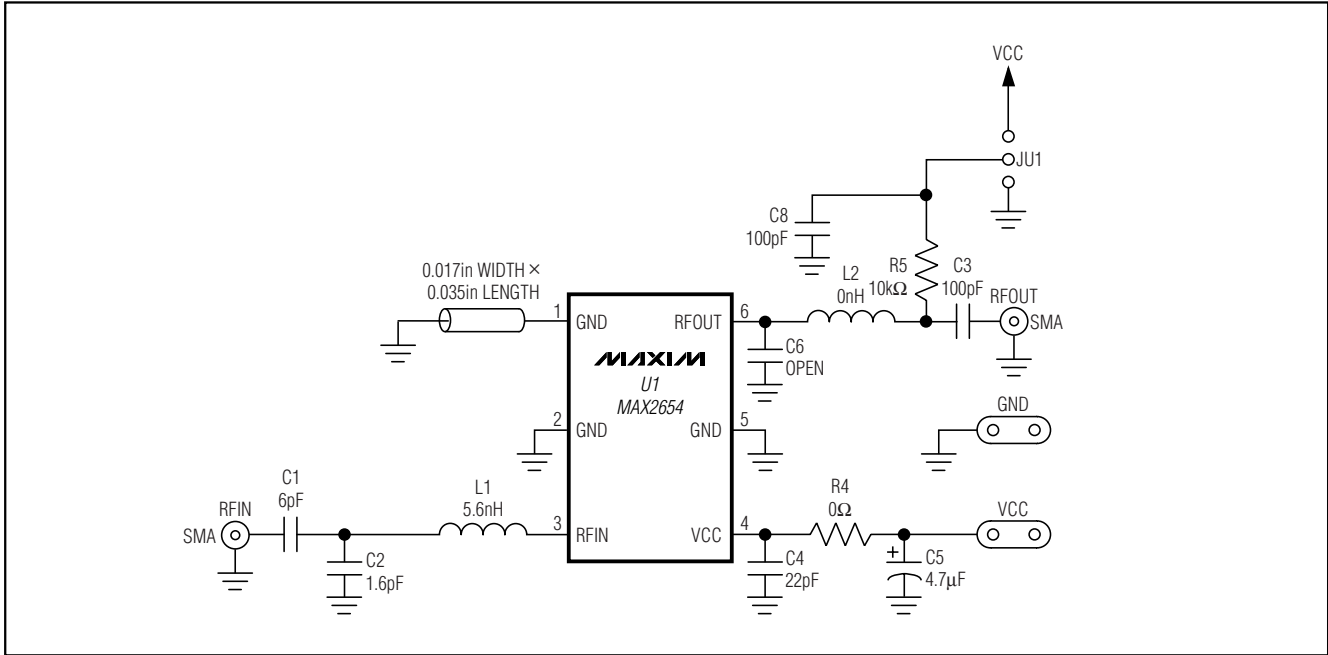 VCC
JU1
C8
100pF
R5
10kΩ
C3
100pF
L2
0nH
RFOUT
SMA
0.017in WIDTH ×
0.035in LENGTH
1
GND
RFOUT
6
C6
OPEN
MAXIM
U1
MAX2654
2
GND
GND
5
GND
C1
6pF
L1
5.6nH
R4
0Ω
VCC
SMA
RFIN
3
RFIN
VCC
4
C2
1.6pF
C4
22pF
+
C5
4.7μF